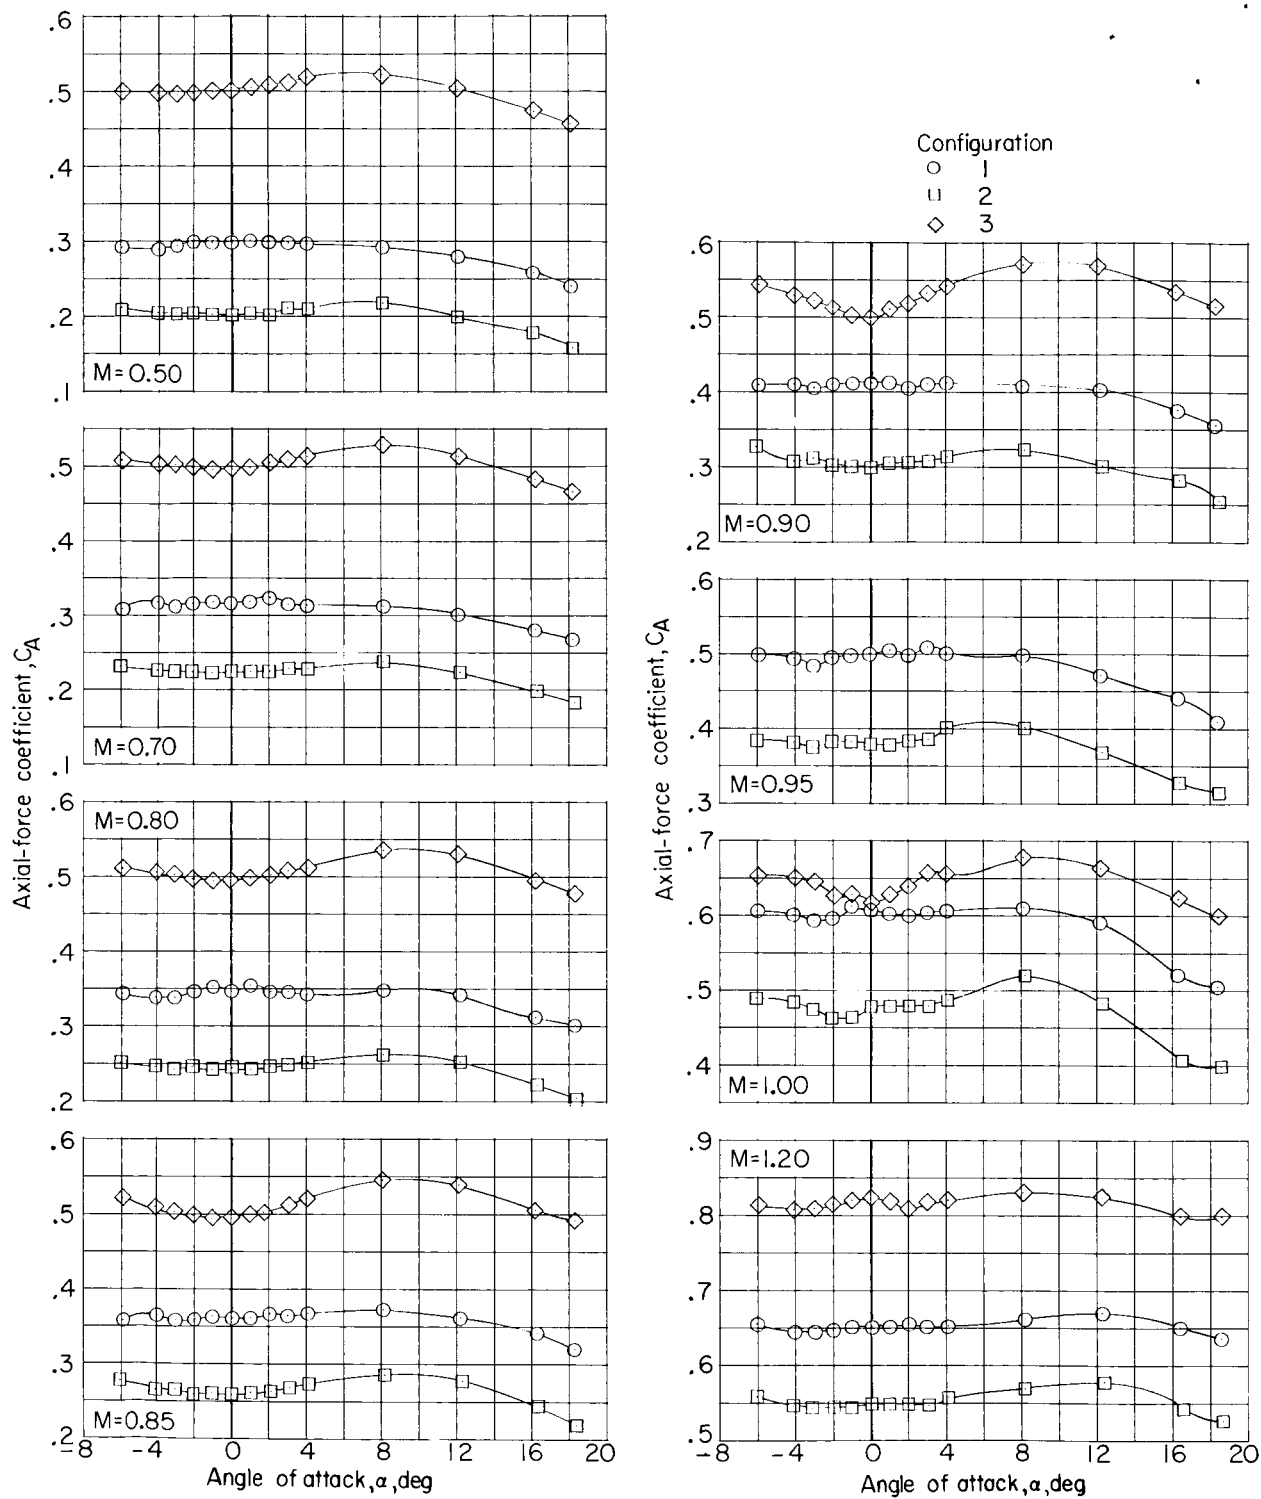 Configuration
1
2
3
.6
.5
.4
.3
.2
.1
M=0.50
.5
.4
.3
.2
.1
M=0.70
.6
.5
.4
.3
.2
M=0.80
.6
.5
.4
.3
.2
M=0.85
-8 -4 0 4 8 12 16 20
Angle of attack,α,deg
Axial-force coefficient,CA
.6
.5
.4
.3
.2
M=0.90
.6
.5
.4
.3
M=0.95
.7
.6
.5
.4
M=1.00
.9
.8
.7
.6
.5
M=1.20
-8 -4 0 4 8 12 16 20
Angle of attack,α,deg
Axial-force coefficient,CA